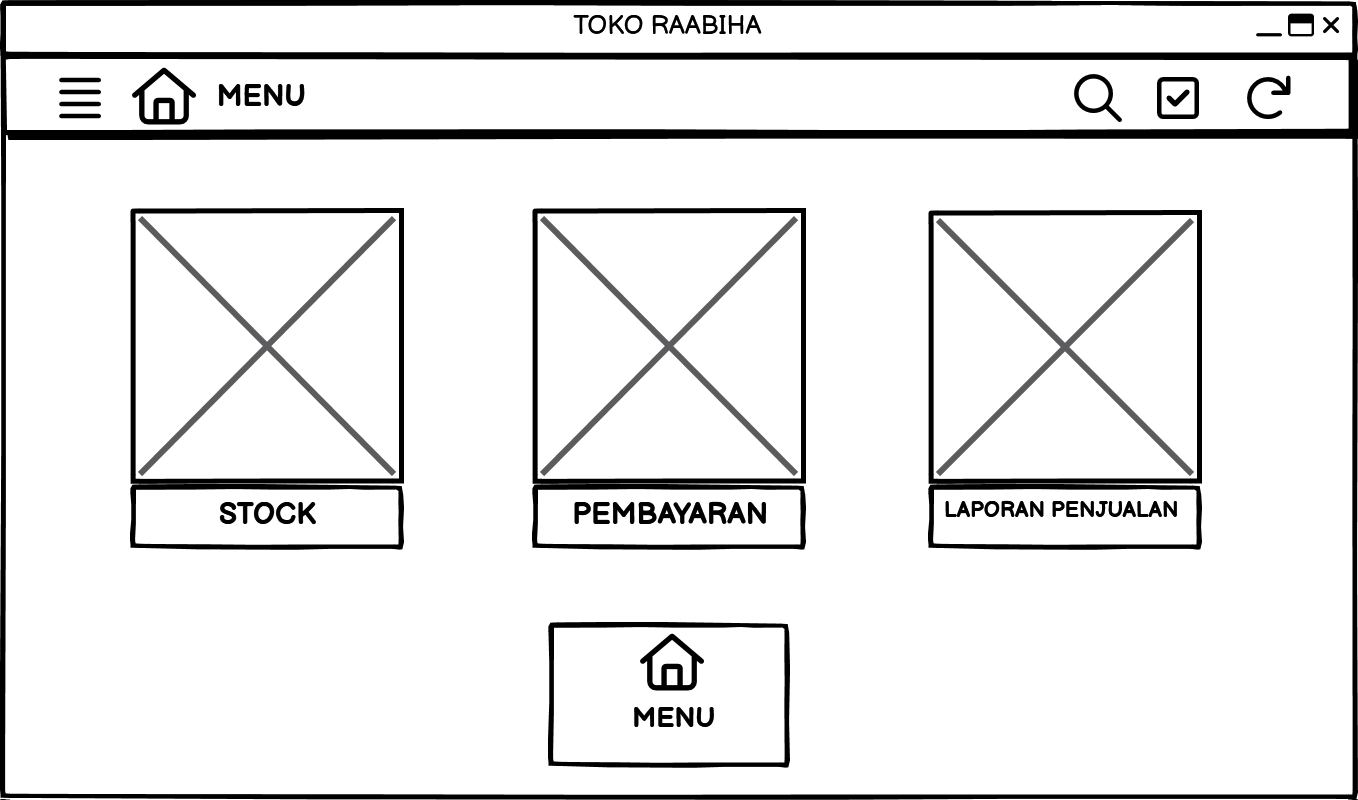 TOKO RAABIHA
MENU
STOCK
PEMBAYARAN
LAPORAN PENJUALAN
MENU